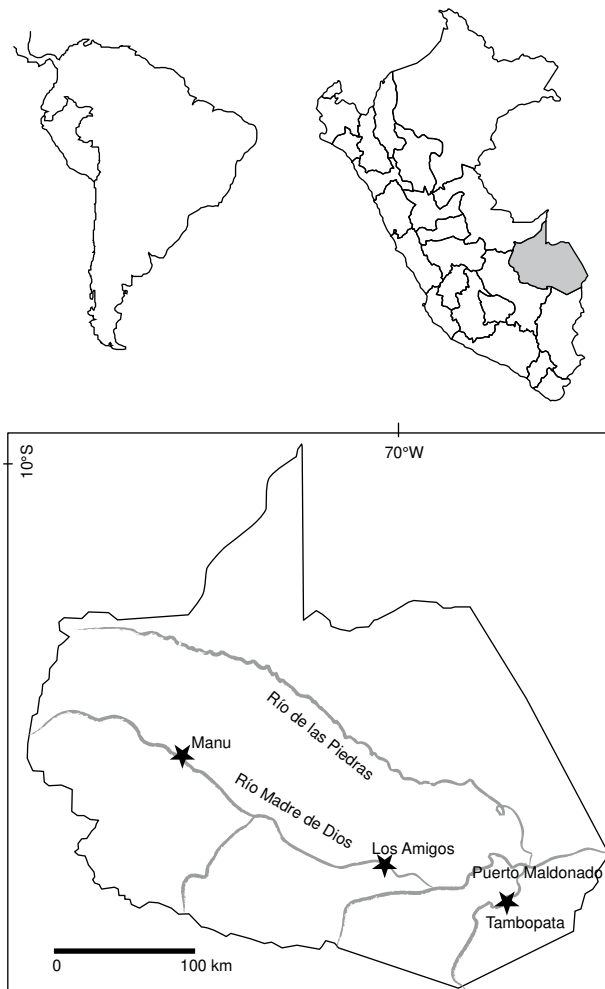 70°W
10°S
Río de las Piedras
Manu
Río Madre de Dios
Los Amigos
Puerto Maldonado
Tambopata
0 100 km